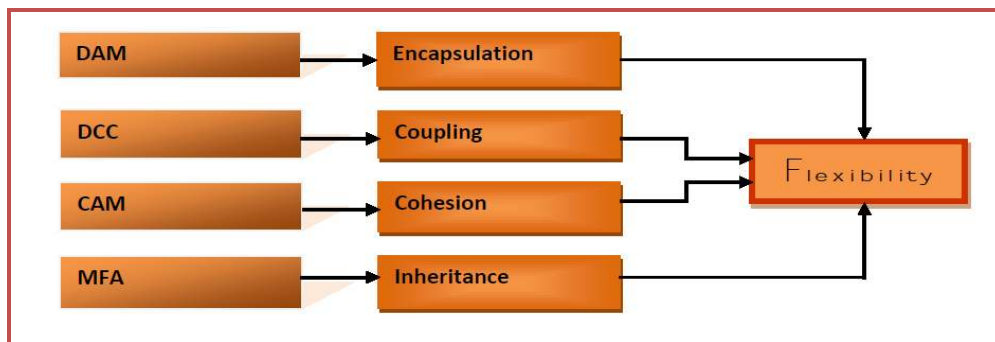 DAM
Encapsulation
DCC
Coupling
Flexibility
CAM
Cohesion
MFA
Inheritance